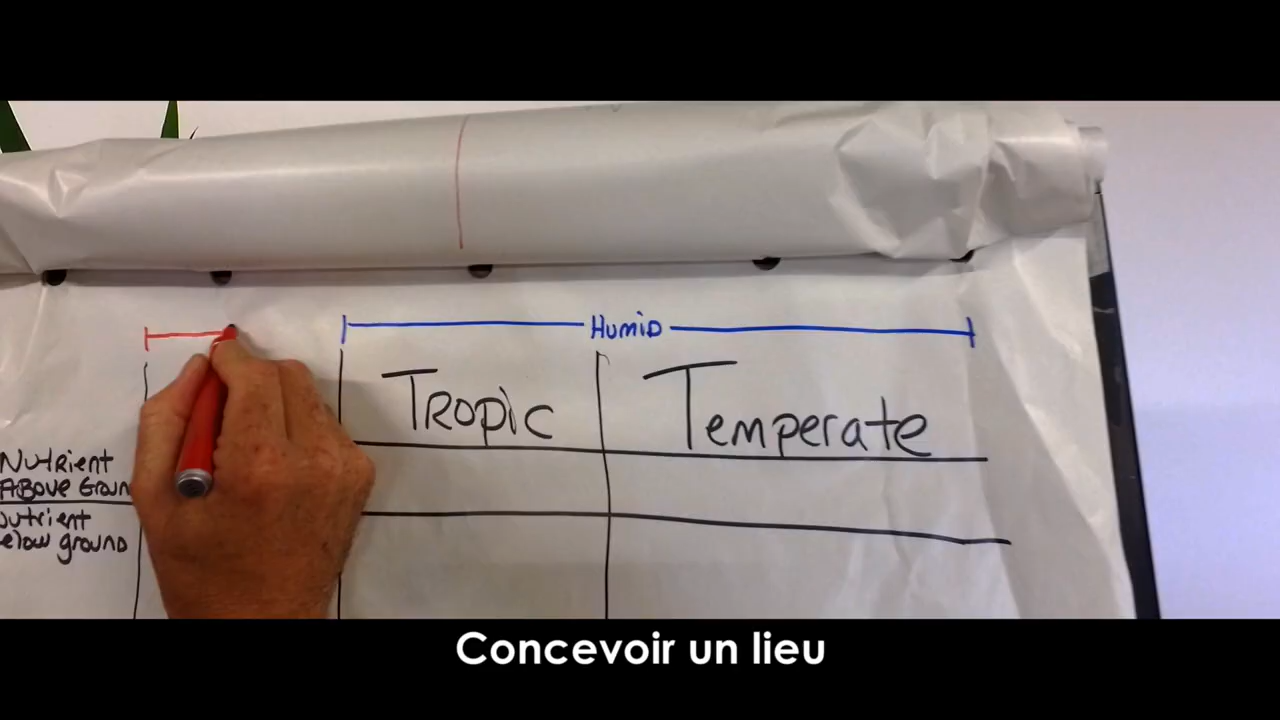 Humid
Tropic
Temperate
Nutrient
Above Groun
utrient
elow ground
Concevoir un lieu